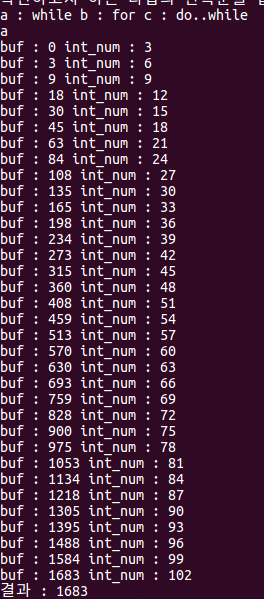 a : while b : for c : do..while
a
buf : 0 int_num : 3
buf : 3 int_num : 6
buf : 9 int_num : 9
buf : 18 int_num : 12
buf : 30 int_num : 15
buf : 45 int_num : 18
buf : 63 int_num : 21
buf : 84 int_num : 24
buf : 108 int_num : 27
buf : 135 int_num : 30
buf : 165 int_num : 33
buf : 198 int_num : 36
buf : 234 int_num : 39
buf : 273 int_num : 42
buf : 315 int_num : 45
buf : 360 int_num : 48
buf : 408 int_num : 51
buf : 459 int_num : 54
buf : 513 int_num : 57
buf : 570 int_num : 60
buf : 630 int_num : 63
buf : 693 int_num : 66
buf : 759 int_num : 69
buf : 828 int_num : 72
buf : 900 int_num : 75
buf : 975 int_num : 78
buf : 1053 int_num : 81
buf : 1134 int_num : 84
buf : 1218 int_num : 87
buf : 1305 int_num : 90
buf : 1395 int_num : 93
buf : 1488 int_num : 96
buf : 1584 int_num : 99
buf : 1683 int_num : 102
결과 : 1683